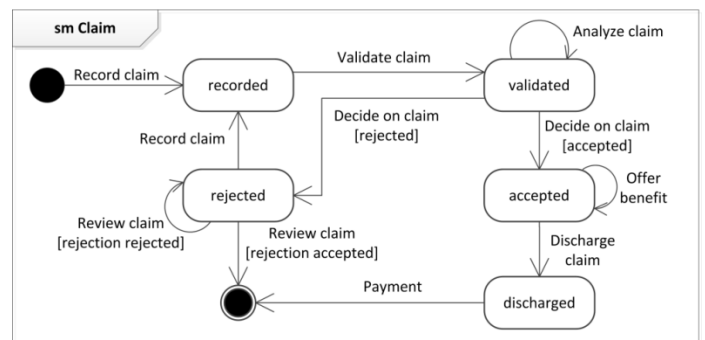 sm Claim
Analyze claim
Validate claim
Record claim
recorded
validated
Decide on claim
[rejected]
Decide on claim
[accepted]
Record claim
rejected
accepted
Offer
benefit
Review claim
[rejection rejected]
Review claim
[rejection accepted]
Discharge
claim
Payment
discharged